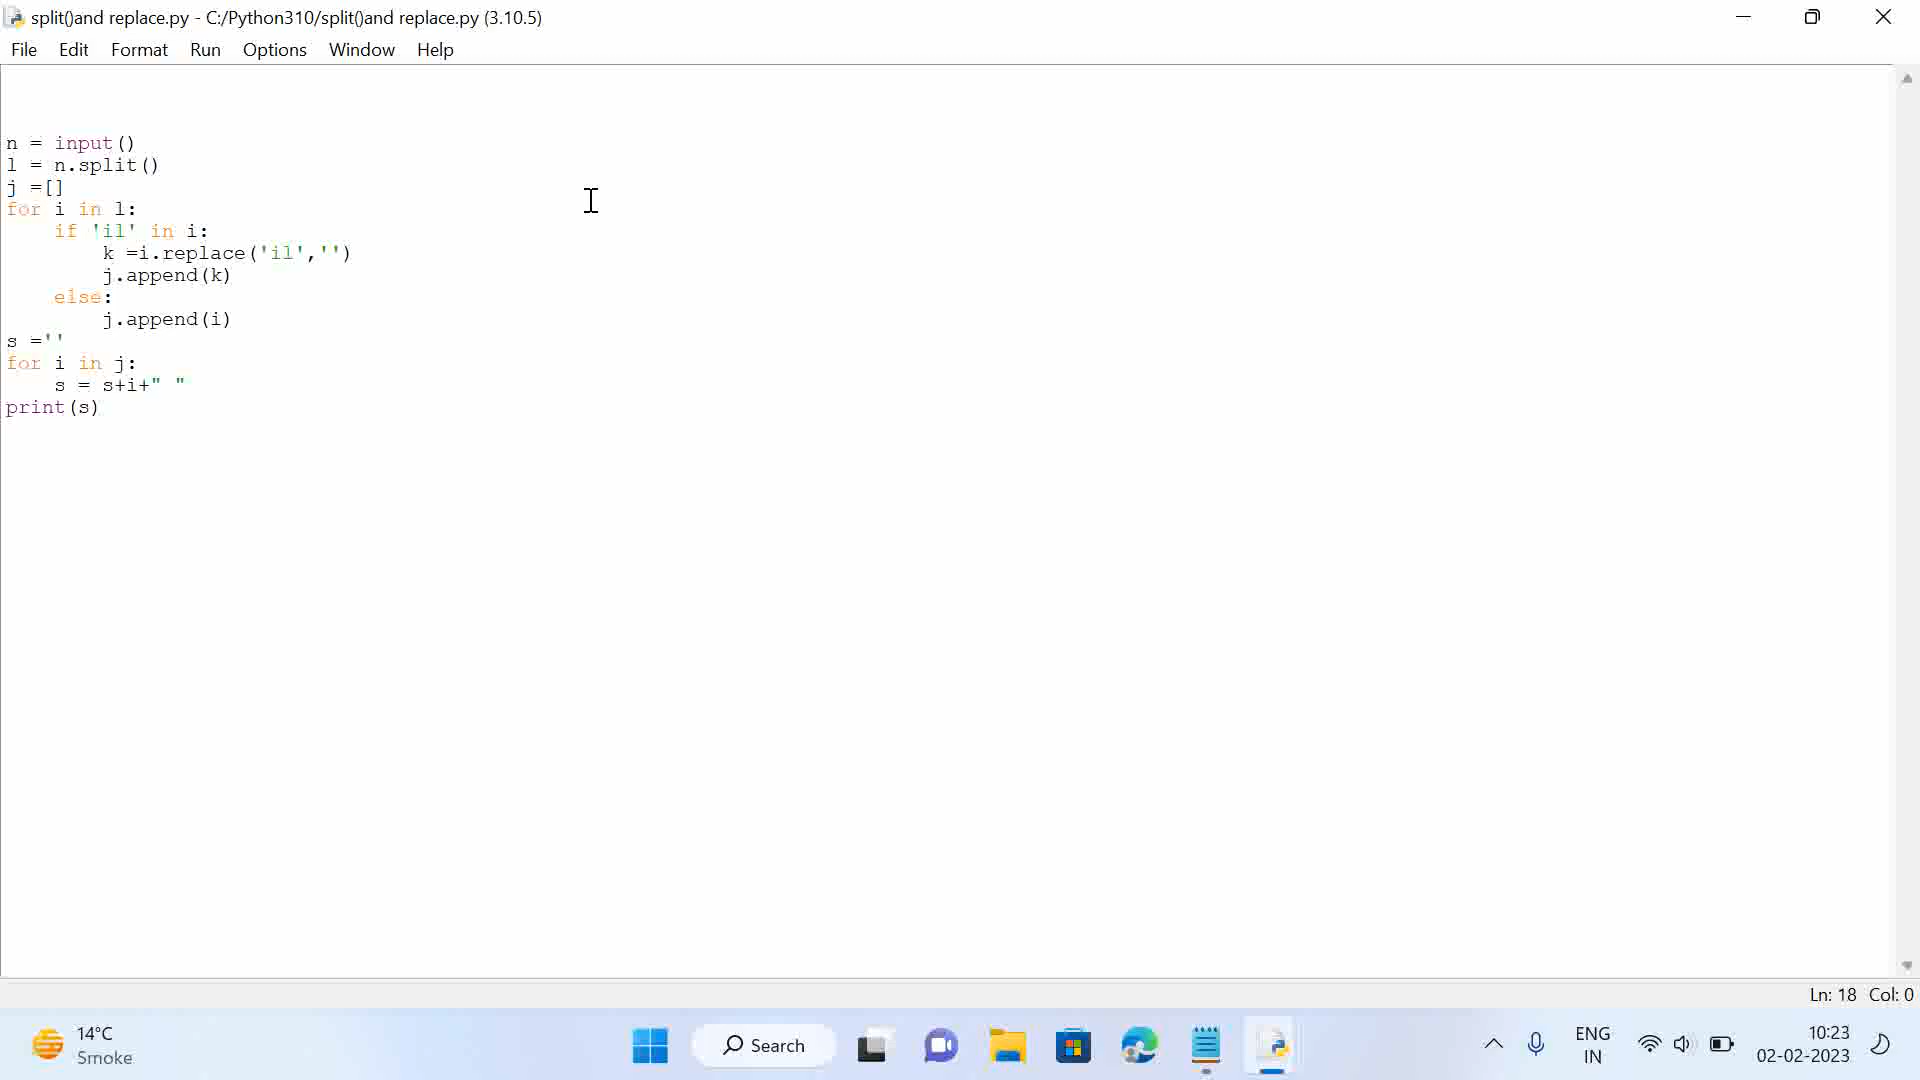 split()and replace.py - C:/Python310/split()and replace.py (3.10.5)
File Edit Format Run Options Window Help
n = input()
l = n.split()
j =[]
for i in l:
    if 'il' in i:
        k =i.replace('il','')
        j.append(k)
    else:
        j.append(i)
s =''
for i in j:
    s = s+i+" "
print(s)
Ln: 18 Col: 0
14°C
Smoke
Search
ENG
IN
10:23
02-02-2023